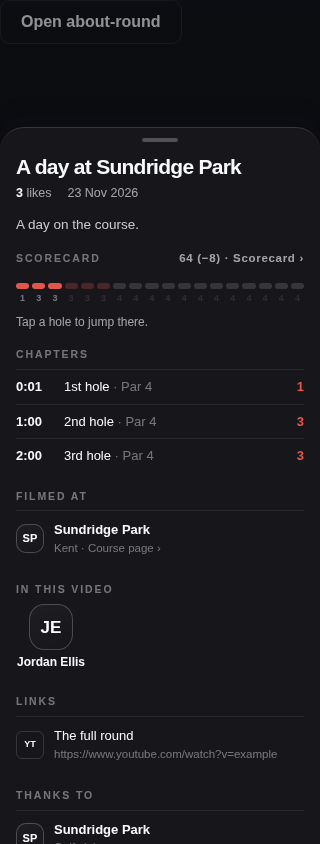 Open about-round
A day at Sundridge Park
3 likes 23 Nov 2026
A day on the course.
SCORECARD 64 (−8) · Scorecard ›
1 3 3 3 3 3 4 4 4 4 4 4 4 4 4 4 4 4
Tap a hole to jump there.
CHAPTERS
0:01 1st hole · Par 4 1
1:00 2nd hole · Par 4 3
2:00 3rd hole · Par 4 3
FILMED AT
SP Sundridge Park
Kent · Course page ›
IN THIS VIDEO
JE
Jordan Ellis
LINKS
The full round
YT
https://www.youtube.com/watch?v=example
THANKS TO
Sundridge Park
SP